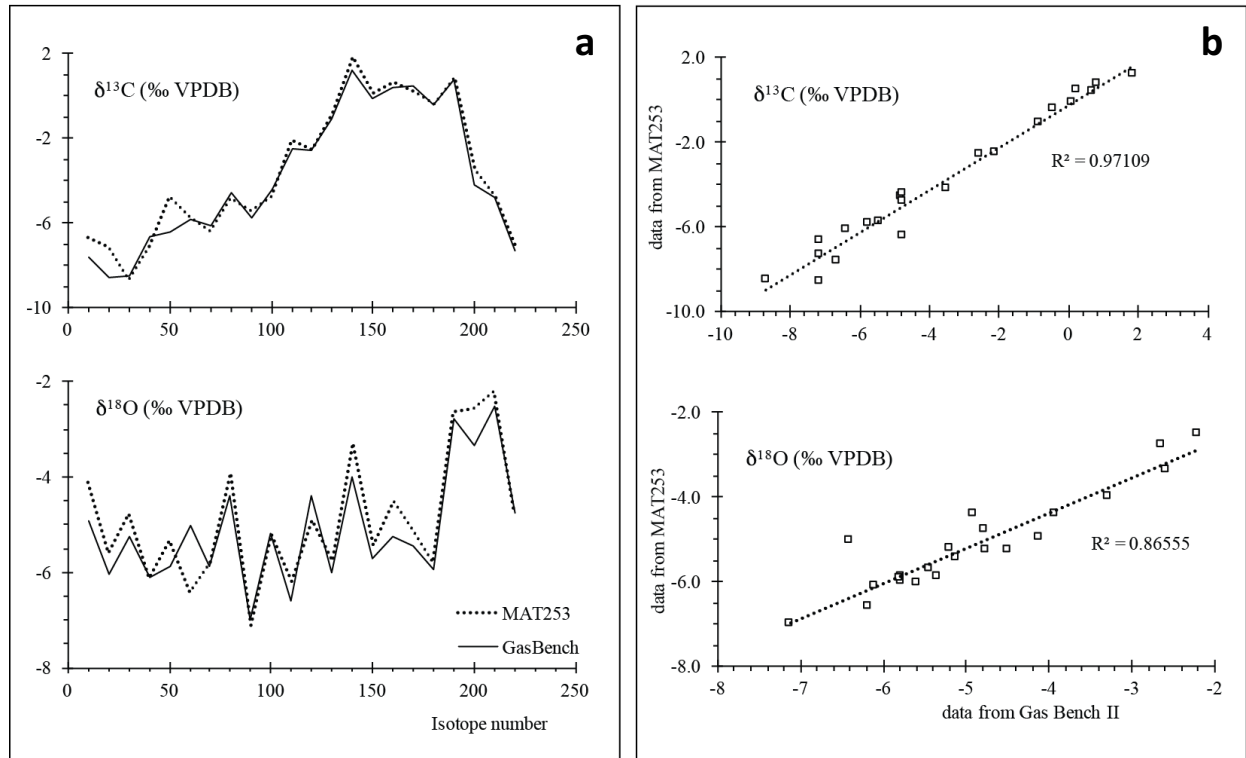 a
δ¹³C (‰ VPDB)
2
-2
-6
-10
0 50 100 150 200 250
δ¹⁸O (‰ VPDB)
-2
-4
-6
-8
MAT253
GasBench
0 50 100 150 200 250
Isotope number
b
δ¹³C (‰ VPDB)
data from MAT253
2.0
-2.0
-6.0
-10.0
R² = 0.97109
-10 -8 -6 -4 -2 0 2 4
δ¹⁸O (‰ VPDB)
data from MAT253
-2.0
-4.0
-6.0
-8.0
R² = 0.86555
-8 -7 -6 -5 -4 -3 -2
data from Gas Bench II